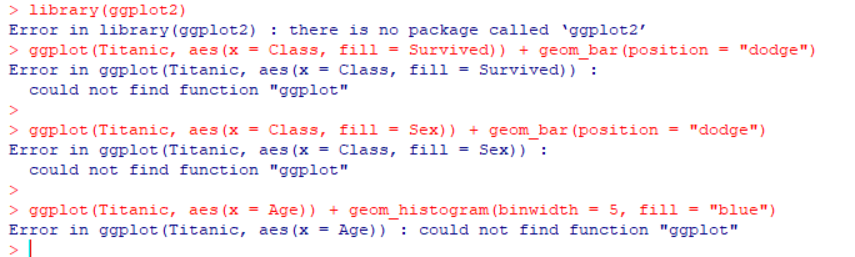 > library(ggplot2)
Error in library(ggplot2) : there is no package called ‘ggplot2’
> ggplot(Titanic, aes(x = Class, fill = Survived)) + geom_bar(position = "dodge")
Error in ggplot(Titanic, aes(x = Class, fill = Survived)) :
  could not find function "ggplot"
>
> ggplot(Titanic, aes(x = Class, fill = Sex)) + geom_bar(position = "dodge")
Error in ggplot(Titanic, aes(x = Class, fill = Sex)) :
  could not find function "ggplot"
>
> ggplot(Titanic, aes(x = Age)) + geom_histogram(binwidth = 5, fill = "blue")
Error in ggplot(Titanic, aes(x = Age)) : could not find function "ggplot"
>